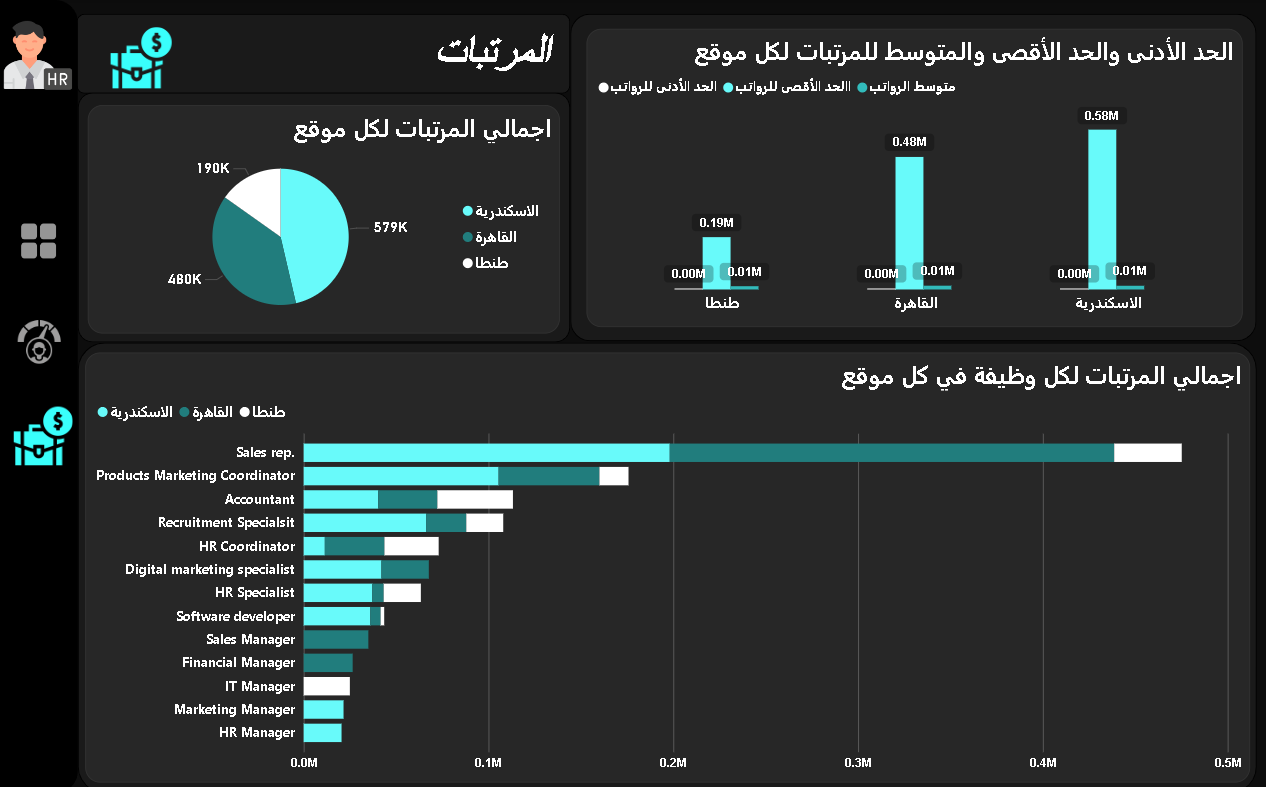 HR
المرتبات
الحد الأدنى والحد الأقصى والمتوسط للمرتبات لكل موقع
متوسط الرواتب االحد الأقصى للرواتب الحد الأدنى للرواتب
0.58M
0.48M
0.19M
0.00M 0.01M 0.00M 0.01M 0.00M 0.01M
طنطا القاهرة الاسكندرية
اجمالي المرتبات لكل موقع
190K
579K
480K
الاسكندرية
القاهرة
طنطا
اجمالي المرتبات لكل وظيفة في كل موقع
الاسكندرية القاهرة طنطا
Sales rep.
Products Marketing Coordinator
Accountant
Recruitment Specialsit
HR Coordinator
Digital marketing specialist
HR Specialist
Software developer
Sales Manager
Financial Manager
IT Manager
Marketing Manager
HR Manager
0.0M 0.1M 0.2M 0.3M 0.4M 0.5M